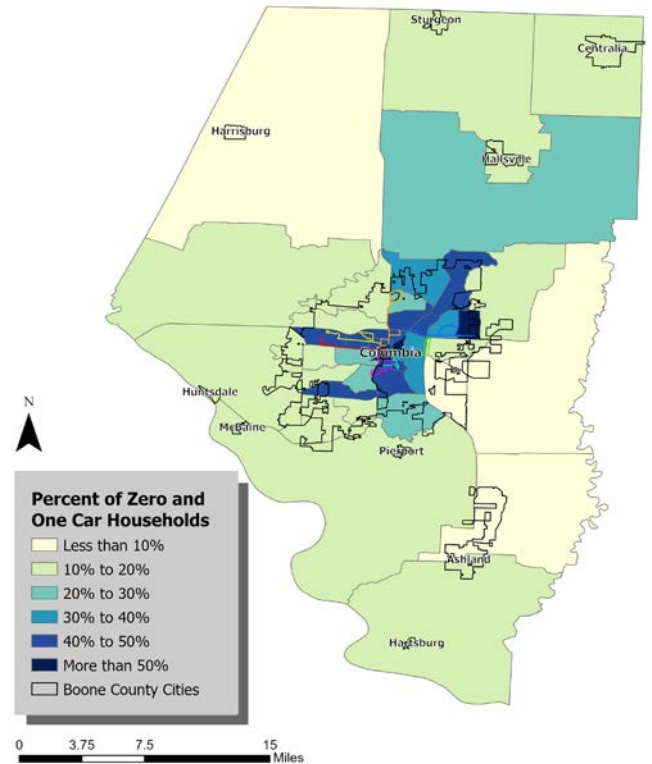 Sturgeon
Centralia
Harrisburg
Hallsville
Columbia
Huntsdale
McBaine
Pierport
Ashland
Hartsburg
N
Percent of Zero and
One Car Households
Less than 10%
10% to 20%
20% to 30%
30% to 40%
40% to 50%
More than 50%
Boone County Cities
0 3.75 7.5 15
Miles